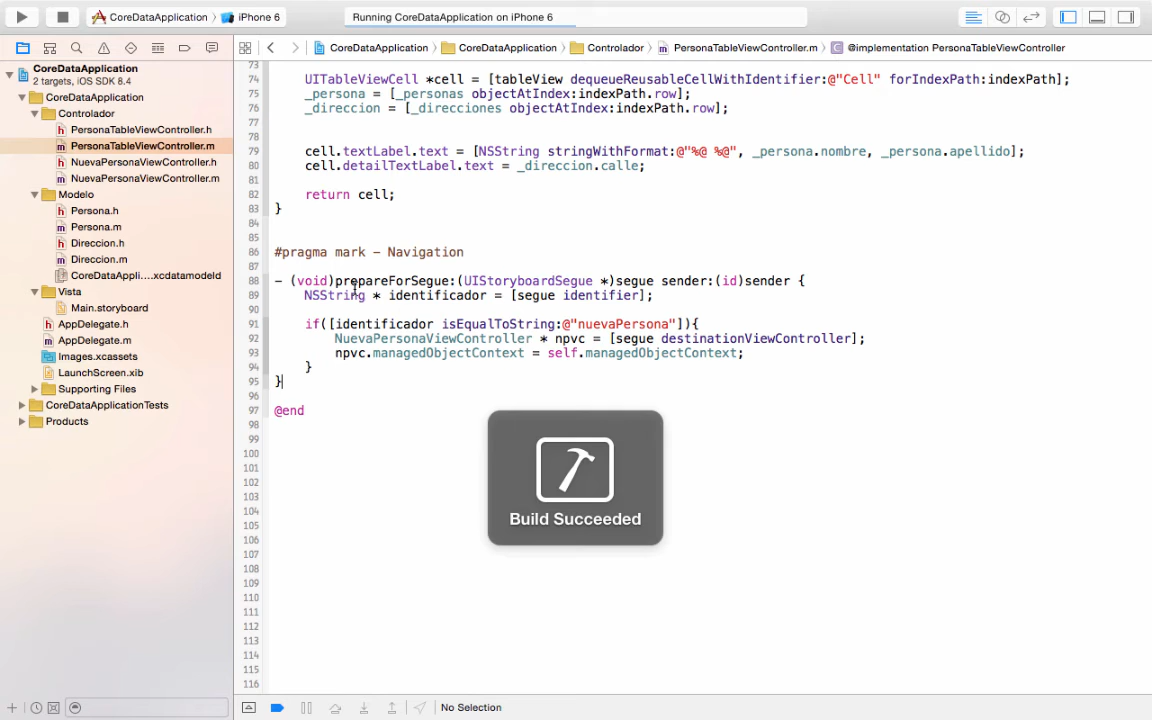 CoreDataApplication
iPhone 6
Running CoreDataApplication on iPhone 6
CoreDataApplication
CoreDataApplication
Controlador
PersonaTableViewController.m
C @implementation PersonaTableViewController
CoreDataApplication
2 targets, iOS SDK 8.4
CoreDataApplication
Controlador
h PersonaTableViewController.h
m PersonaTableViewController.m
h NuevaPersonaViewController.h
m NuevaPersonaViewController.m
Modelo
h Persona.h
m Persona.m
h Direccion.h
m Direccion.m
CoreDataAppli....xcdatamodeld
Vista
Main.storyboard
h AppDelegate.h
m AppDelegate.m
Images.xcassets
LaunchScreen.xib
Supporting Files
CoreDataApplicationTests
Products
73
74 UITableViewCell *cell = [tableView dequeueReusableCellWithIdentifier:@"Cell" forIndexPath:indexPath];
75 _persona = [_personas objectAtIndex:indexPath.row];
76 _direccion = [_direcciones objectAtIndex:indexPath.row];
77
78
79 cell.textLabel.text = [NSString stringWithFormat:@"%@ %@", _persona.nombre, _persona.apellido];
80 cell.detailTextLabel.text = _direccion.calle;
81
82 return cell;
83 }
84
85
86 #pragma mark - Navigation
87
88 - (void)prepareForSegue:(UIStoryboardSegue *)segue sender:(id)sender {
89 NSString * identificador = [segue identifier];
90
91 if([identificador isEqualToString:@"nuevaPersona"]){
92 NuevaPersonaViewController * npvc = [segue destinationViewController];
93 npvc.managedObjectContext = self.managedObjectContext;
94 }
95 }
96
97 @end
98
99
100
101
102
103
104
105
106
107
108
109
110
111
112
113
114
115
116
Build Succeeded
No Selection